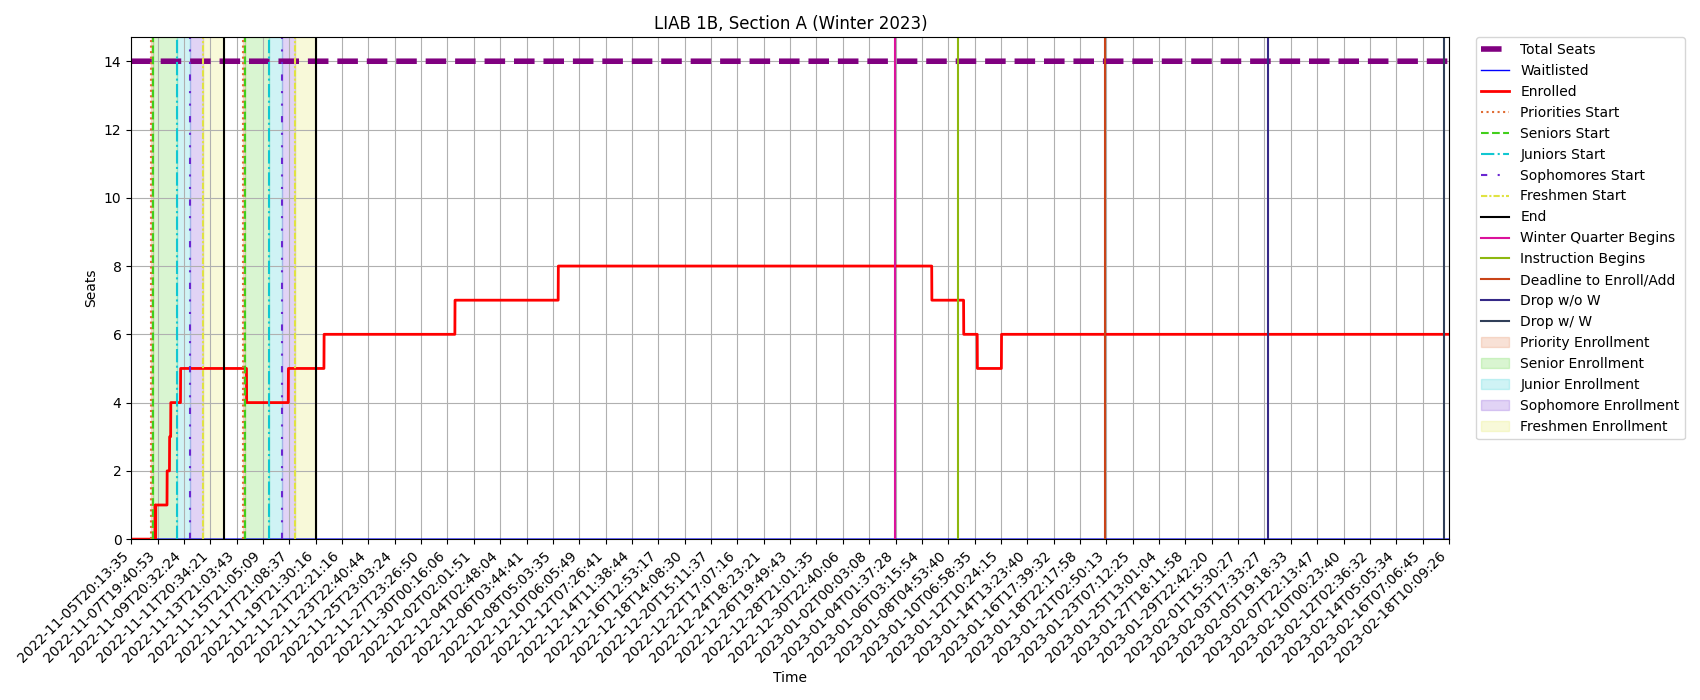 LIAB 1B, Section A (Winter 2023)
14
12
10
8
6
4
2
0
Seats
2022-11-05T20:13:35
2022-11-07T19:40:53
2022-11-09T20:32:24
2022-11-11T20:34:21
2022-11-13T21:03:43
2022-11-15T21:05:09
2022-11-17T21:08:37
2022-11-19T21:30:16
2022-11-21T22:21:16
2022-11-23T22:40:44
2022-11-25T23:03:24
2022-11-27T23:26:50
2022-11-30T00:16:06
2022-12-02T02:01:51
2022-12-04T02:48:04
2022-12-06T03:44:41
2022-12-08T05:03:35
2022-12-10T06:05:49
2022-12-12T07:26:41
2022-12-14T11:38:44
2022-12-16T12:53:17
2022-12-18T14:08:30
2022-12-20T15:11:37
2022-12-22T17:07:16
2022-12-24T18:23:21
2022-12-26T19:49:43
2022-12-28T21:01:35
2022-12-30T22:40:06
2023-01-02T00:03:08
2023-01-04T01:37:28
2023-01-06T03:15:54
2023-01-08T04:53:40
2023-01-10T06:58:35
2023-01-12T10:24:15
2023-01-14T13:23:40
2023-01-16T17:39:32
2023-01-18T22:17:58
2023-01-21T02:50:13
2023-01-23T07:12:25
2023-01-25T13:01:04
2023-01-27T18:11:58
2023-01-29T22:42:20
2023-02-01T15:30:27
2023-02-03T17:33:27
2023-02-05T19:18:33
2023-02-07T22:13:47
2023-02-10T00:23:40
2023-02-12T02:36:32
2023-02-14T05:05:34
2023-02-16T07:06:45
2023-02-18T10:09:26
Time
Total Seats
Waitlisted
Enrolled
Priorities Start
Seniors Start
Juniors Start
Sophomores Start
Freshmen Start
End
Winter Quarter Begins
Instruction Begins
Deadline to Enroll/Add
Drop w/o W
Drop w/ W
Priority Enrollment
Senior Enrollment
Junior Enrollment
Sophomore Enrollment
Freshmen Enrollment